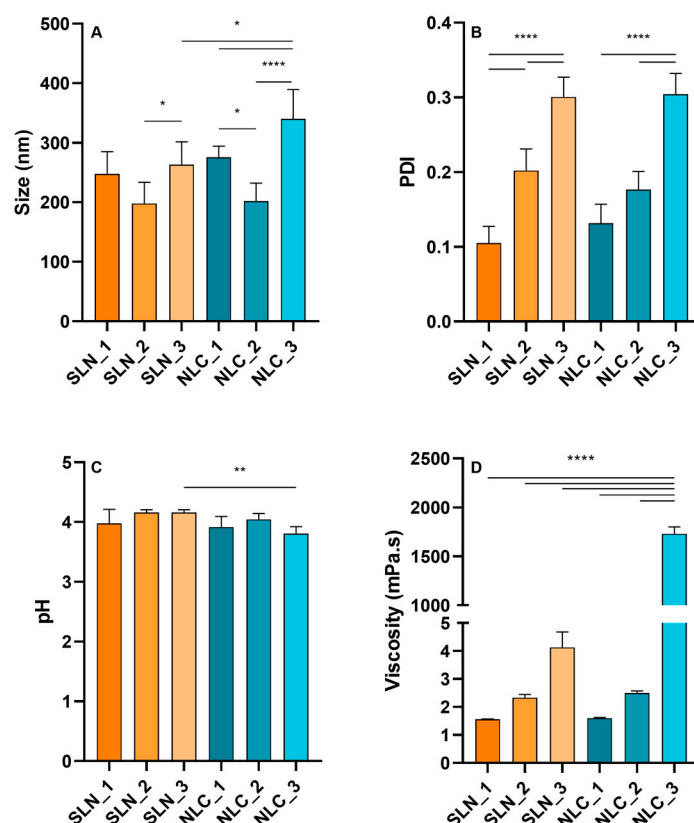 A
Size (nm)
500
400
300
200
100
0
*
*
*
****
SLN_1
SLN_2
SLN_3
NLC_1
NLC_2
NLC_3
B
PDI
0.4
0.3
0.2
0.1
0.0
****
****
SLN_1
SLN_2
SLN_3
NLC_1
NLC_2
NLC_3
C
pH
5
4
3
2
1
0
**
SLN_1
SLN_2
SLN_3
NLC_1
NLC_2
NLC_3
D
Viscosity (mPa.s)
2500
2000
1500
1000
5
4
3
2
1
0
****
SLN_1
SLN_2
SLN_3
NLC_1
NLC_2
NLC_3